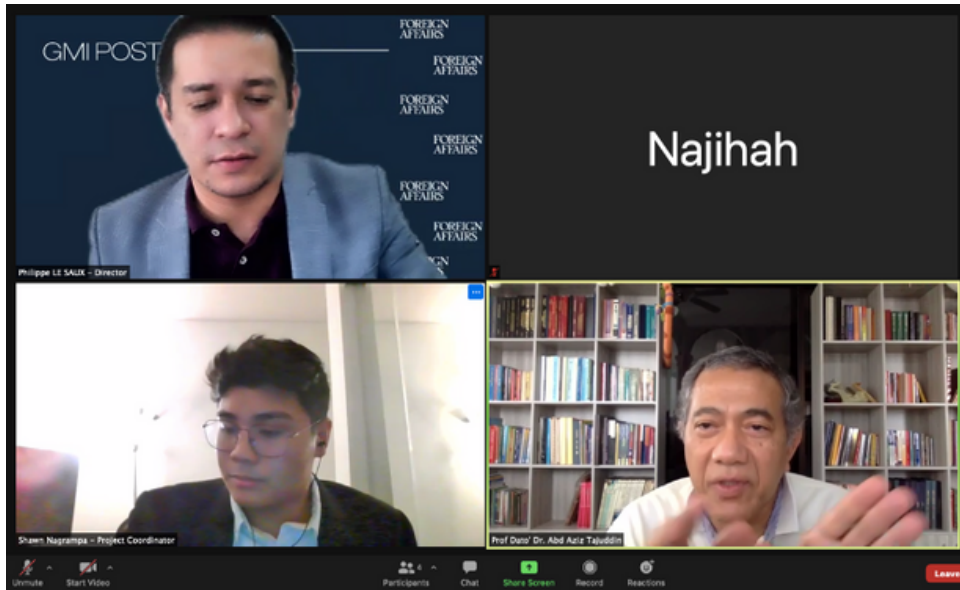 GMI POST
FOREIGN
AFFAIRS
FOREIGN
AFFAIRS
FOREIGN
AFFAIRS
FOREIGN
AFFAIRS
FOREIGN
AFFAIRS
FOREIGN
AFFAIRS
GN
Philippe LE SAUX - Director
Najihah
Shawn Nagrampa - Project Coordinator
Prof Dato' Dr. Abd Aziz Tajuddin
Unmute
Start Video
Participants
4
Chat
Share Screen
Record
Reactions
Leave